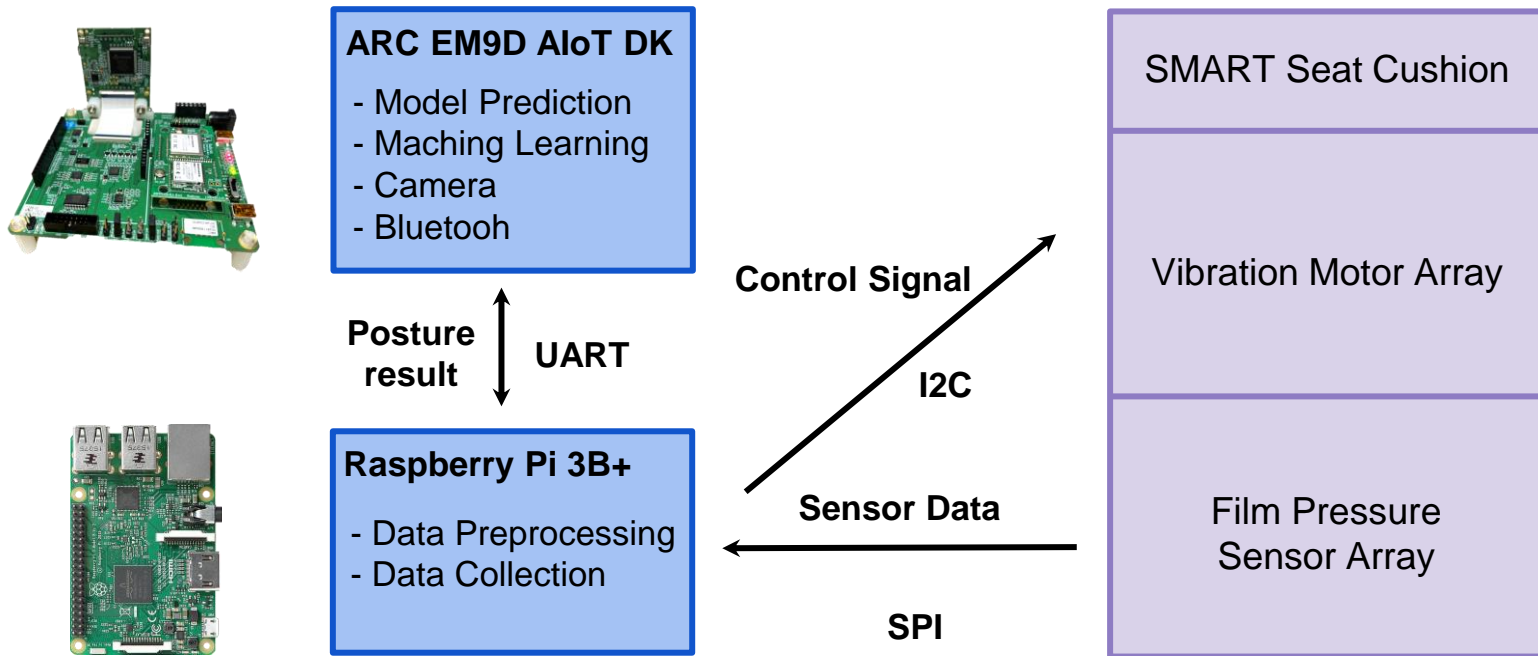 ARC EM9D AIoT DK
- Model Prediction
- Maching Learning
- Camera
- Bluetooh
Posture
result
UART
Raspberry Pi 3B+
- Data Preprocessing
- Data Collection
Control Signal
I2C
Sensor Data
SPI
SMART Seat Cushion
Vibration Motor Array
Film Pressure
Sensor Array